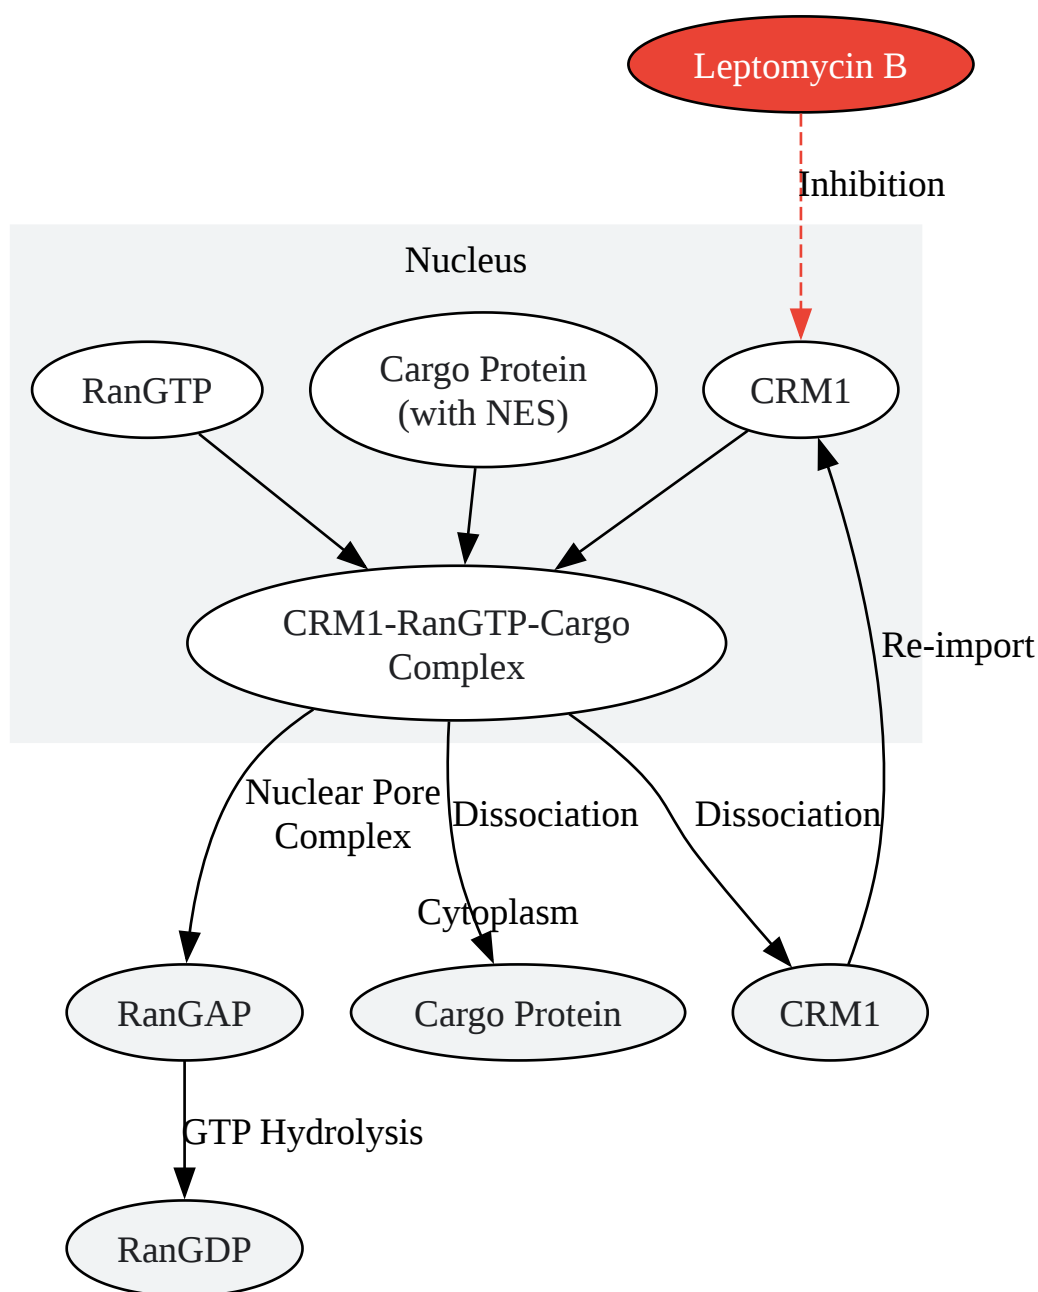 Leptomycin B
Inhibition
Nucleus
RanGTP
Cargo Protein
(with NES)
CRM1
CRM1-RanGTP-Cargo
Complex
Re-import
Nuclear Pore
Complex
Dissociation
Dissociation
Cytoplasm
RanGAP
Cargo Protein
CRM1
GTP Hydrolysis
RanGDP